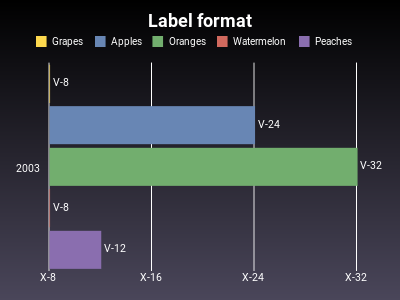 Label format
Grapes Apples Oranges Watermelon Peaches
V-8
V-24
V-32
2003
V-8
V-12
X-8 X-16 X-24 X-32